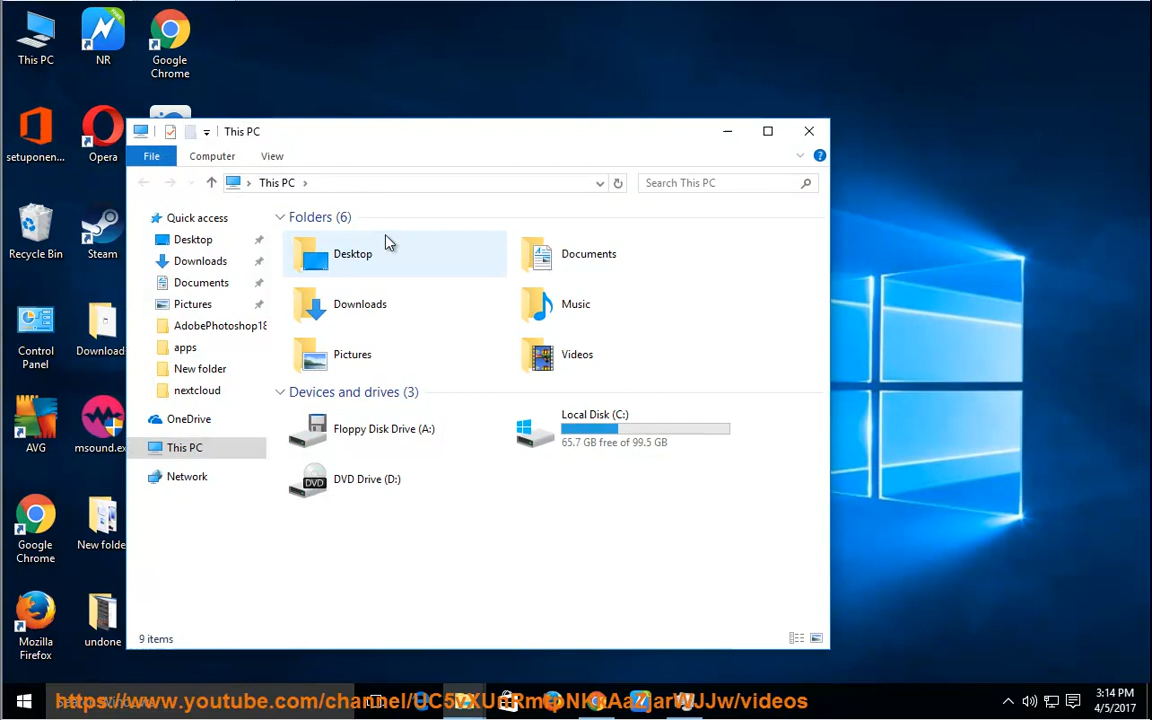 This PC
NR
Google
Chrome
setuponen...
Opera
Recycle Bin
Steam
Control
Panel
Download
AVG
msound.ex
Google
Chrome
New folde
Mozilla
Firefox
undone
This PC
File
Computer
View
This PC
Search This PC
Quick access
Desktop
Downloads
Documents
Pictures
AdobePhotoshop18
apps
New folder
nextcloud
OneDrive
This PC
Network
Folders (6)
Desktop
Documents
Downloads
Music
Pictures
Videos
Devices and drives (3)
Floppy Disk Drive (A:)
Local Disk (C:)
65.7 GB free of 99.5 GB
DVD
DVD Drive (D:)
9 items
3:14 PM
4/5/2017